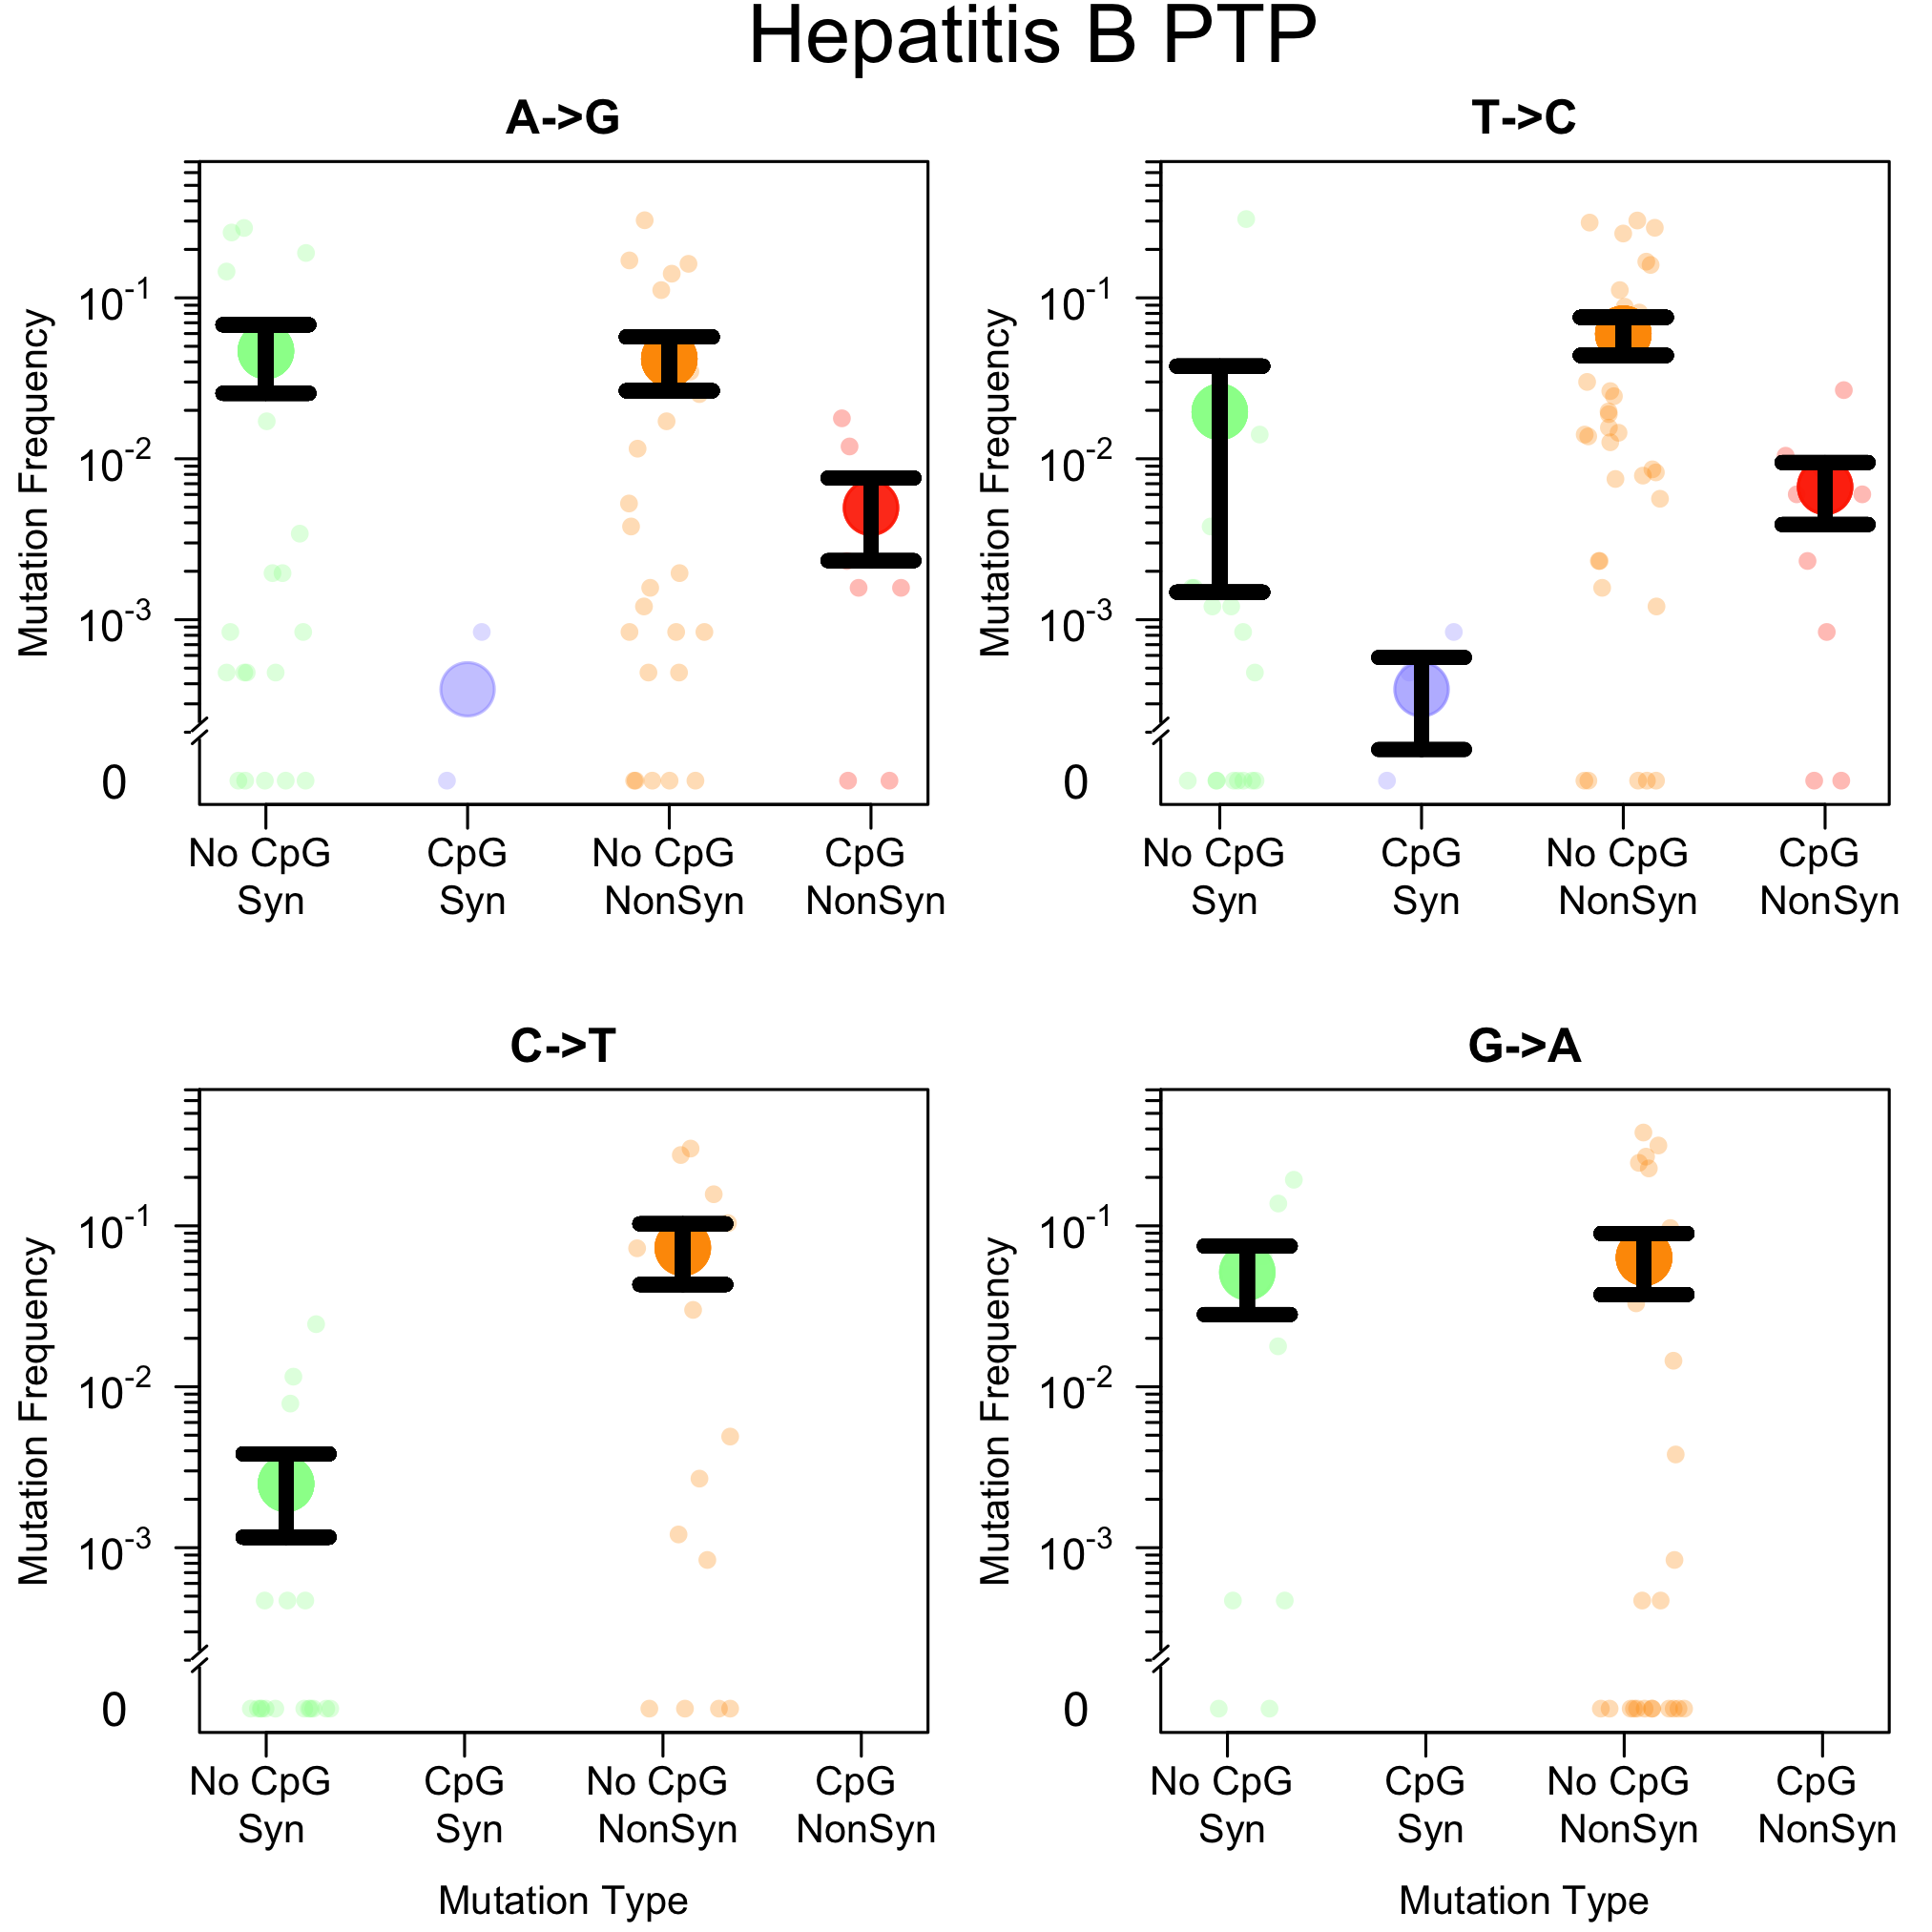 Hepatitis B PTP
A->G
Mutation Frequency
10-1
10-2
10-3
0
No CpG CpG No CpG CpG
Syn Syn NonSyn NonSyn
T->C
Mutation Frequency
10-1
10-2
10-3
0
No CpG CpG No CpG CpG
Syn Syn NonSyn NonSyn
C->T
Mutation Frequency
10-1
10-2
10-3
0
No CpG CpG No CpG CpG
Syn Syn NonSyn NonSyn
Mutation Type
G->A
Mutation Frequency
10-1
10-2
10-3
0
No CpG CpG No CpG CpG
Syn Syn NonSyn NonSyn
Mutation Type